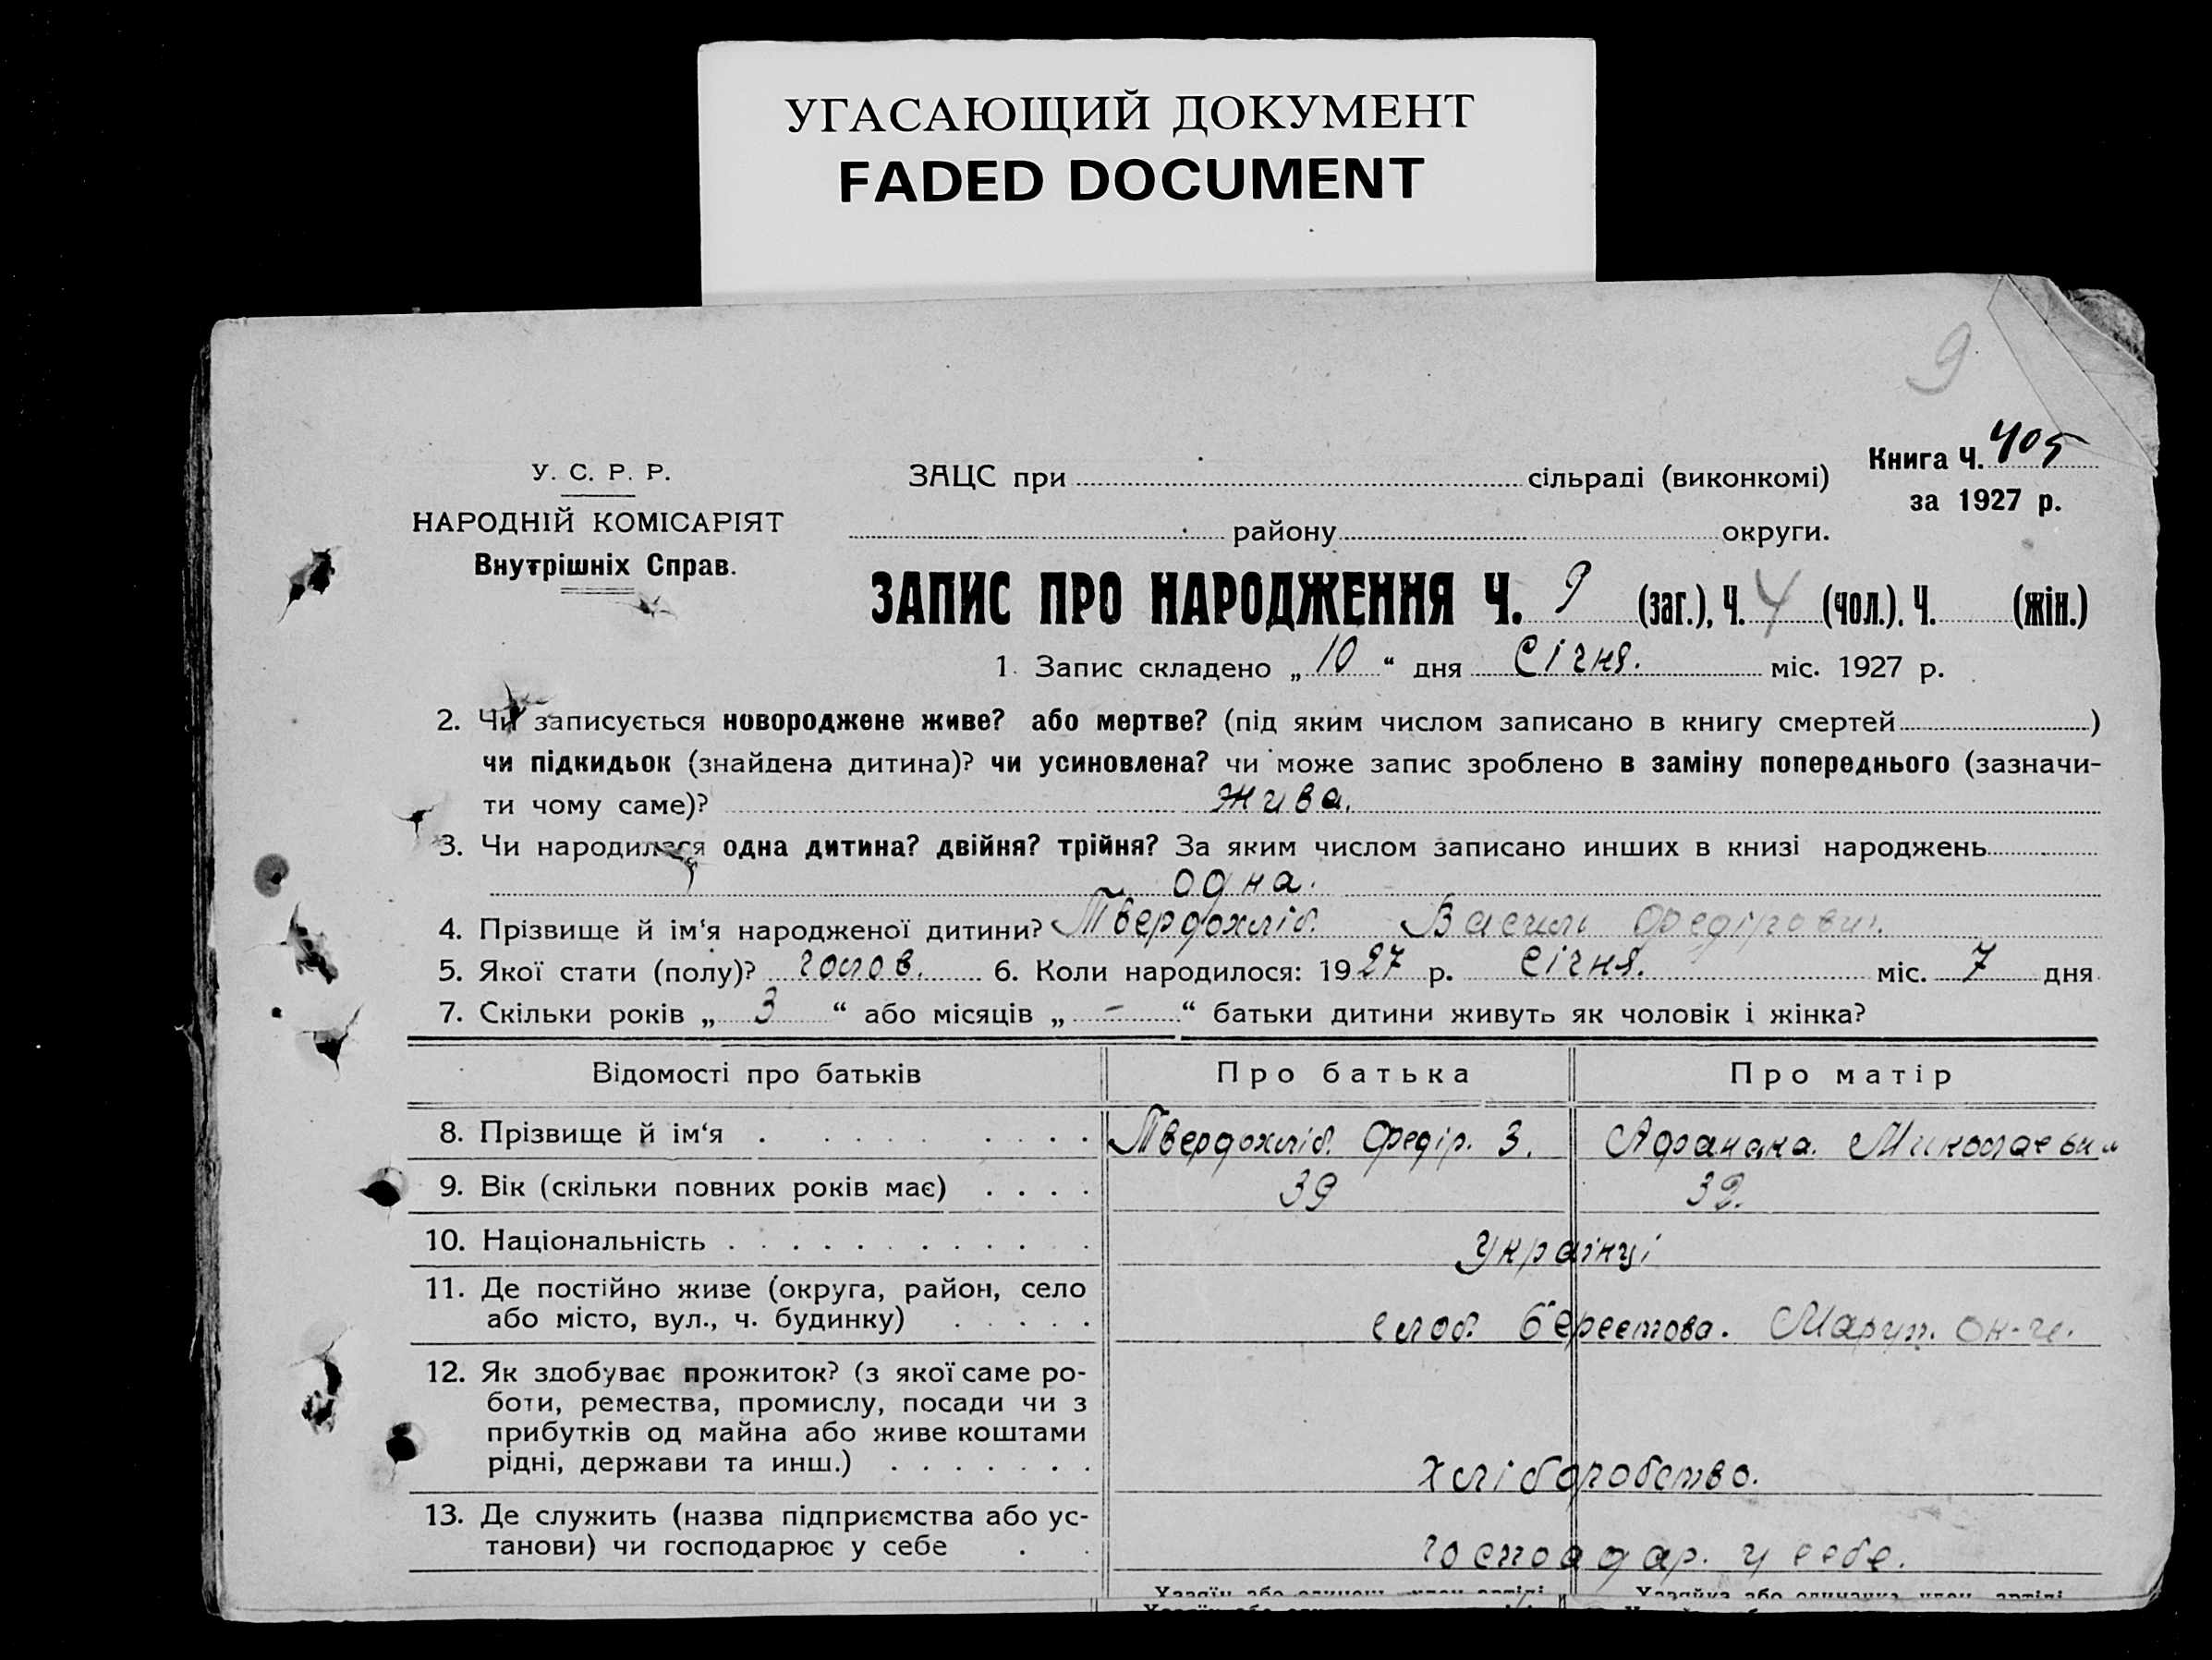 УГАСАЮЩИЙ ДОКУМЕНТ
FADED DOCUMENT
9
Книга Ч. 405
за 1927 р.
У. С. Р. Р.
НАРОДНІЙ КОМІСАРІЯТ
Внутрішніх Справ.
ЗАЦС при сільраді (виконкомі)
району округи.
ЗАПИС ПРО НАРОДЖЕННЯ Ч. 9 (заг.), Ч. 4 (чол.), Ч. (жін.)
1. Запис складено „10“ дня Січня. міс. 1927 р.
2. Чи записується новороджене живе? або мертве? (під яким числом записано в книгу смертей )
чи підкидьок (знайдена дитина)? чи усиновлена? чи може запис зроблено в заміну попереднього (зазначи-
ти чому саме)? Жива.
3. Чи народилася одна дитина? двійня? трійня? За яким числом записано инших в книзі народжень
одна.
4. Прізвище й ім‘я народженої дитини? Твердохліб Василь Федірович.
5. Якої стати (полу)? Голов. 6. Коли народилося: 1927 р. Січня. міс. 7 дня
7. Скільки років „3“ або місяців „-“ батьки дитини живуть як чоловік і жінка?
Відомості про батьків Про батька Про матір
8. Прізвище й ім‘я Твердохліб Федір. З. Миколаєвна
9. Вік (скільки повних років має) 39 32.
10. Національність Українці
11. Де постійно живе (округа, район, село
або місто, вул., ч. будинку) слоб. Берестова. Маруп. ок-ги.
12. Як здобуває прожиток? (з якої саме ро-
боти, ремества, промислу, посади чи з
прибутків од майна або живе коштами
рідні, держави та инш.) Хліборобство.
13. Де служить (назва підприємства або ус-
танови) чи господарює у себе господар. у себе.